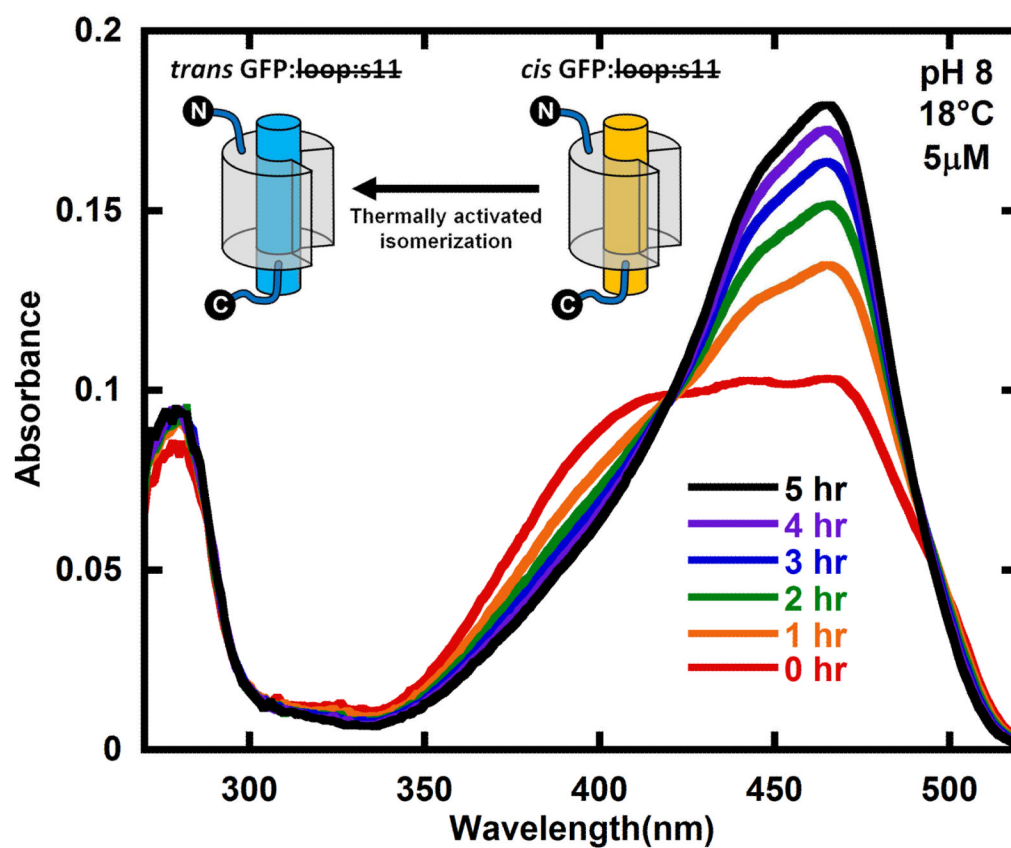 0.2
0.15
0.1
0.05
0
Absorbance
trans GFP:loop:s11
cis GFP:loop:s11
N
C
N
C
Thermally activated
isomerization
pH 8
18°C
5μM
5 hr
4 hr
3 hr
2 hr
1 hr
0 hr
300
350
400
450
500
Wavelength(nm)